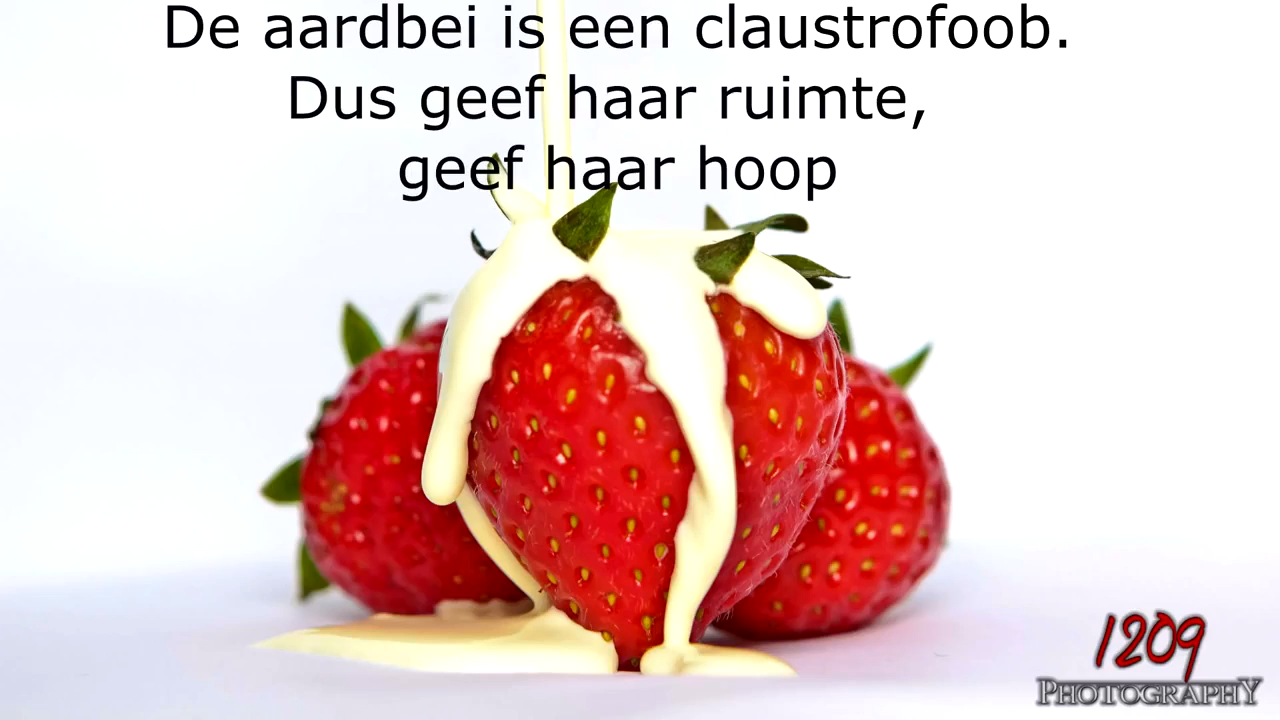 De aardbei is een claustrofoob.
Dus geef haar ruimte,
geef haar hoop
1209
PHOTOGRAPHY